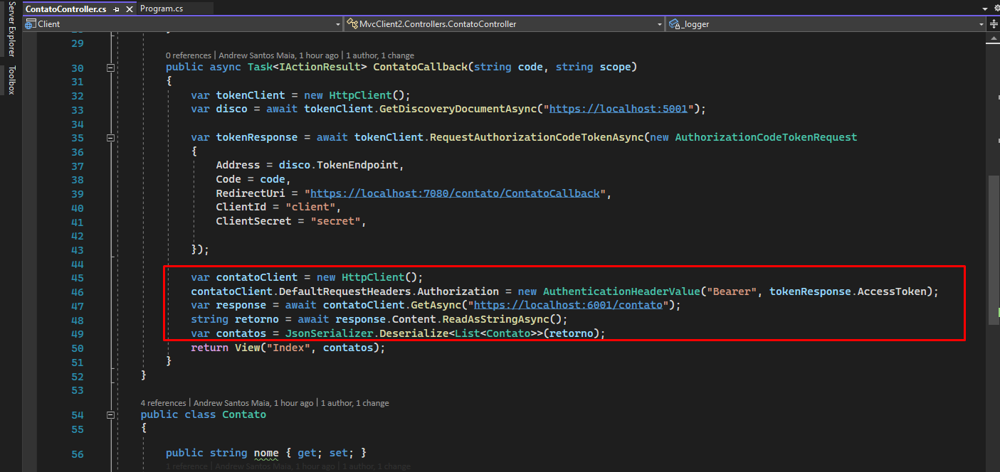 Server Explorer
Toolbox
ContatoController.cs
Program.cs
Client
MvcClient2.Controllers.ContatoController
_logger
29
0 references | Andrew Santos Maia, 1 hour ago | 1 author, 1 change
30 public async Task<IActionResult> ContatoCallback(string code, string scope)
31 {
32 var tokenClient = new HttpClient();
33 var disco = await tokenClient.GetDiscoveryDocumentAsync("https://localhost:5001");
34
35 var tokenResponse = await tokenClient.RequestAuthorizationCodeTokenAsync(new AuthorizationCodeTokenRequest
36 {
37 Address = disco.TokenEndpoint,
38 Code = code,
39 RedirectUri = "https://localhost:7080/contato/ContatoCallback",
40 ClientId = "client",
41 ClientSecret = "secret",
42
43 });
44
45 var contatoClient = new HttpClient();
46 contatoClient.DefaultRequestHeaders.Authorization = new AuthenticationHeaderValue("Bearer", tokenResponse.AccessToken);
47 var response = await contatoClient.GetAsync("https://localhost:6001/contato");
48 string retorno = await response.Content.ReadAsStringAsync();
49 var contatos = JsonSerializer.Deserialize<List<Contato>>(retorno);
50 return View("Index", contatos);
51 }
52 }
53
4 references | Andrew Santos Maia, 1 hour ago | 1 author, 1 change
54 public class Contato
55 {
56 public string nome { get; set; }
1 reference | Andrew Santos Maia, 1 hour ago | 1 author, 1 change